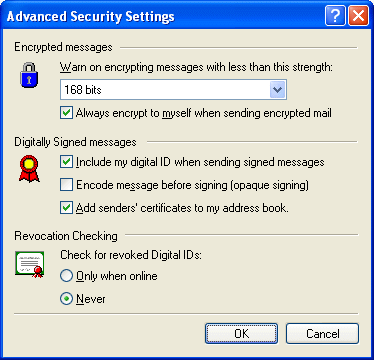 Advanced Security Settings
Encrypted messages
Warn on encrypting messages with less than this strength:
168 bits
Always encrypt to myself when sending encrypted mail
Digitally Signed messages
Include my digital ID when sending signed messages
Encode message before signing (opaque signing)
Add senders' certificates to my address book.
Revocation Checking
Check for revoked Digital IDs:
Only when online
Never
OK
Cancel